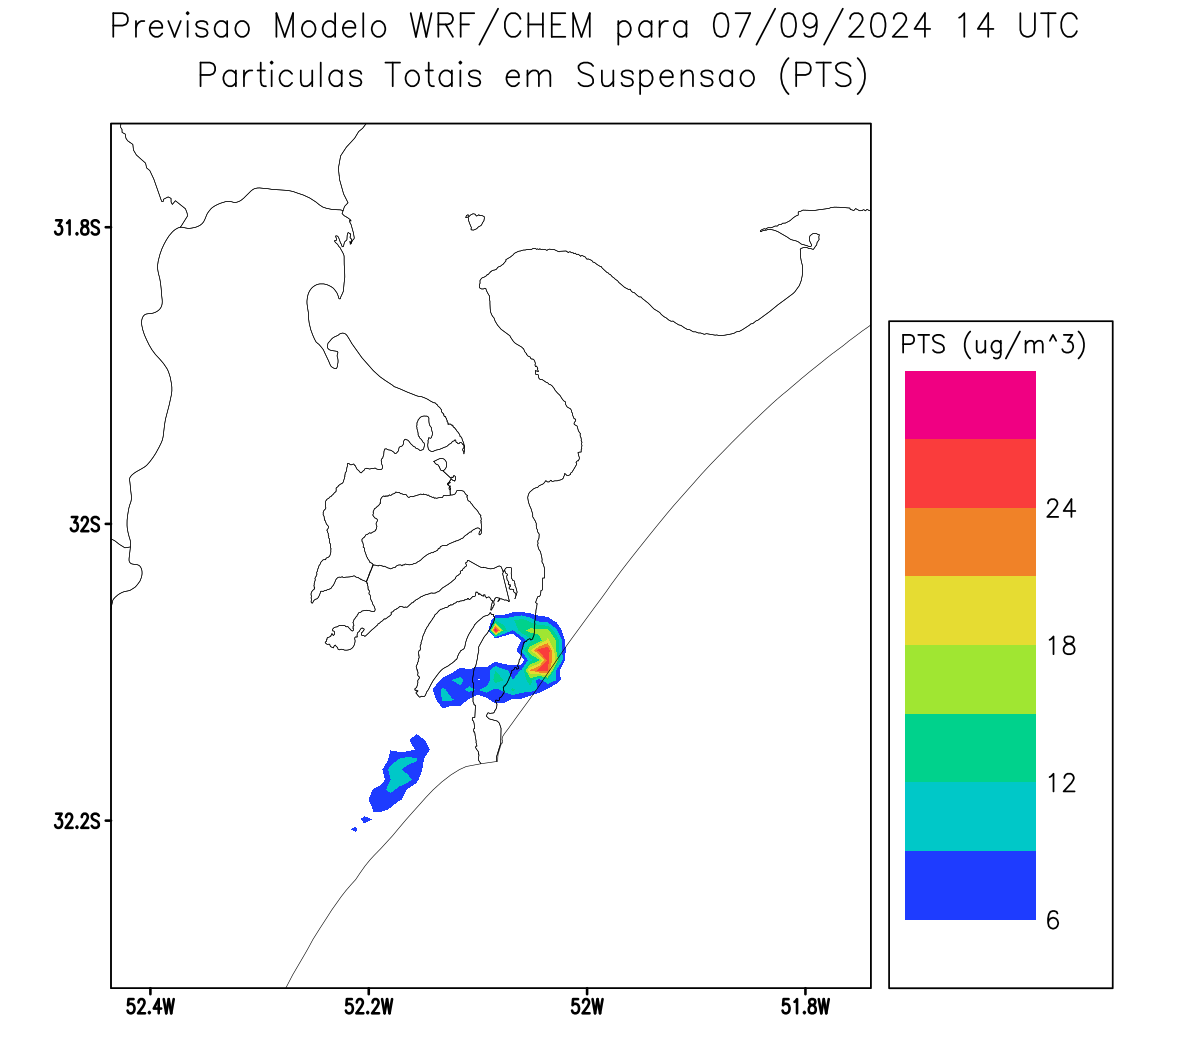 Previsao Modelo WRF/CHEM para 07/09/2024 14 UTC
Particulas Totais em Suspensao (PTS)
31.8S
32S
32.2S
52.4W
52.2W
52W
51.8W
PTS (ug/m^3)
24
18
12
6